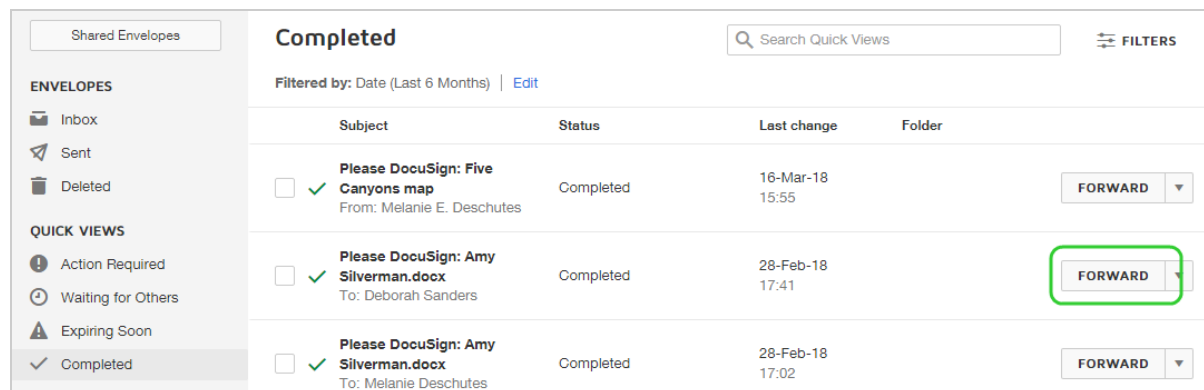 Shared Envelopes
ENVELOPES
Inbox
Sent
Deleted
QUICK VIEWS
Action Required
Waiting for Others
Expiring Soon
Completed
Completed
Search Quick Views
FILTERS
Filtered by: Date (Last 6 Months) | Edit
Subject Status Last change Folder
Please DocuSign: Five
Canyons map
From: Melanie E. Deschutes
Completed
16-Mar-18
15:55
FORWARD
Please DocuSign: Amy
Silverman.docx
To: Deborah Sanders
Completed
28-Feb-18
17:41
FORWARD
Please DocuSign: Amy
Silverman.docx
To: Melanie Deschutes
Completed
28-Feb-18
17:02
FORWARD